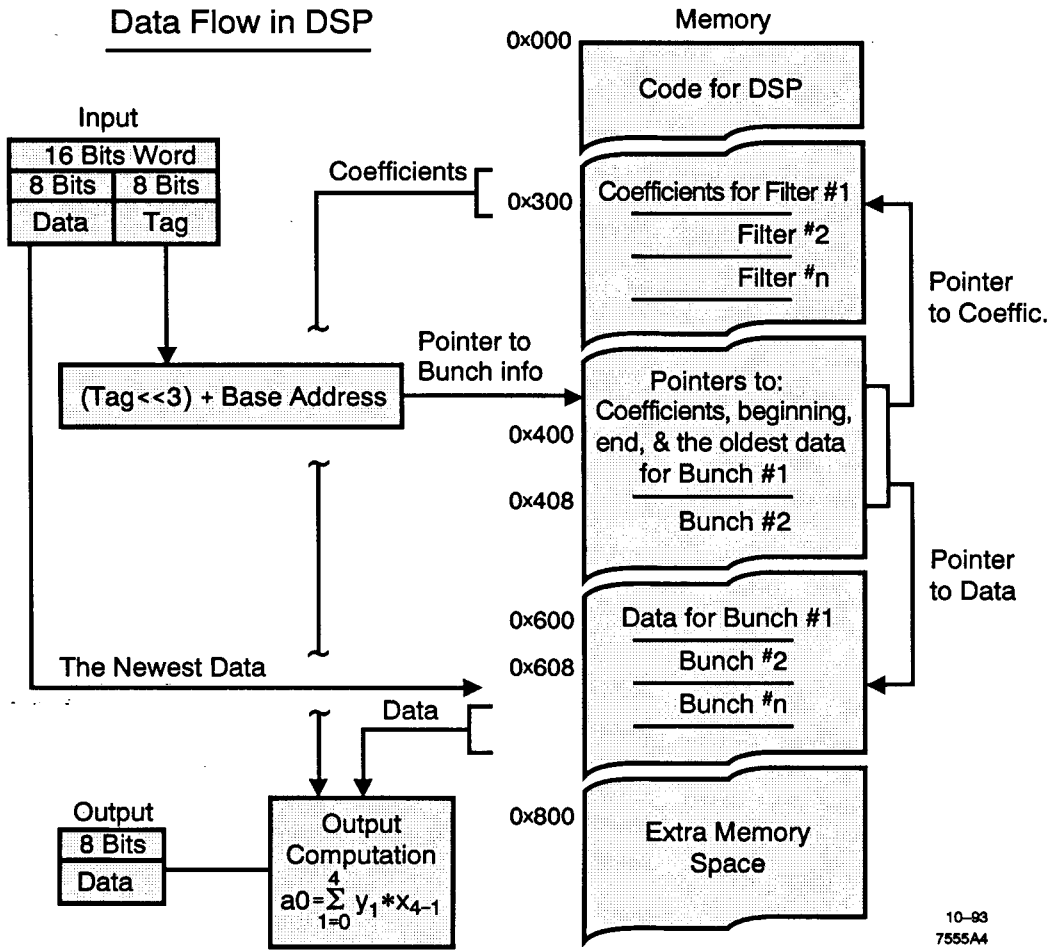 Data Flow in DSP
Memory
0x000
Code for DSP
Input
16 Bits Word
8 Bits 8 Bits
Data Tag
Coefficients
0x300
Coefficients for Filter #1
Filter #2
Filter #n
Pointer
to Coeffic.
Pointer to
Bunch info
(Tag<<3) + Base Address
Pointers to:
Coefficients, beginning,
0x400
end, & the oldest data
for Bunch #1
0x408
Bunch #2
Pointer
to Data
0x600
Data for Bunch #1
The Newest Data
0x608
Bunch #2
Bunch #n
Data
0x800
Extra Memory
Space
Output
8 Bits
Data
Output
Computation
4
a0=Σ y1*x4–1
1=0
10–93
7555A4